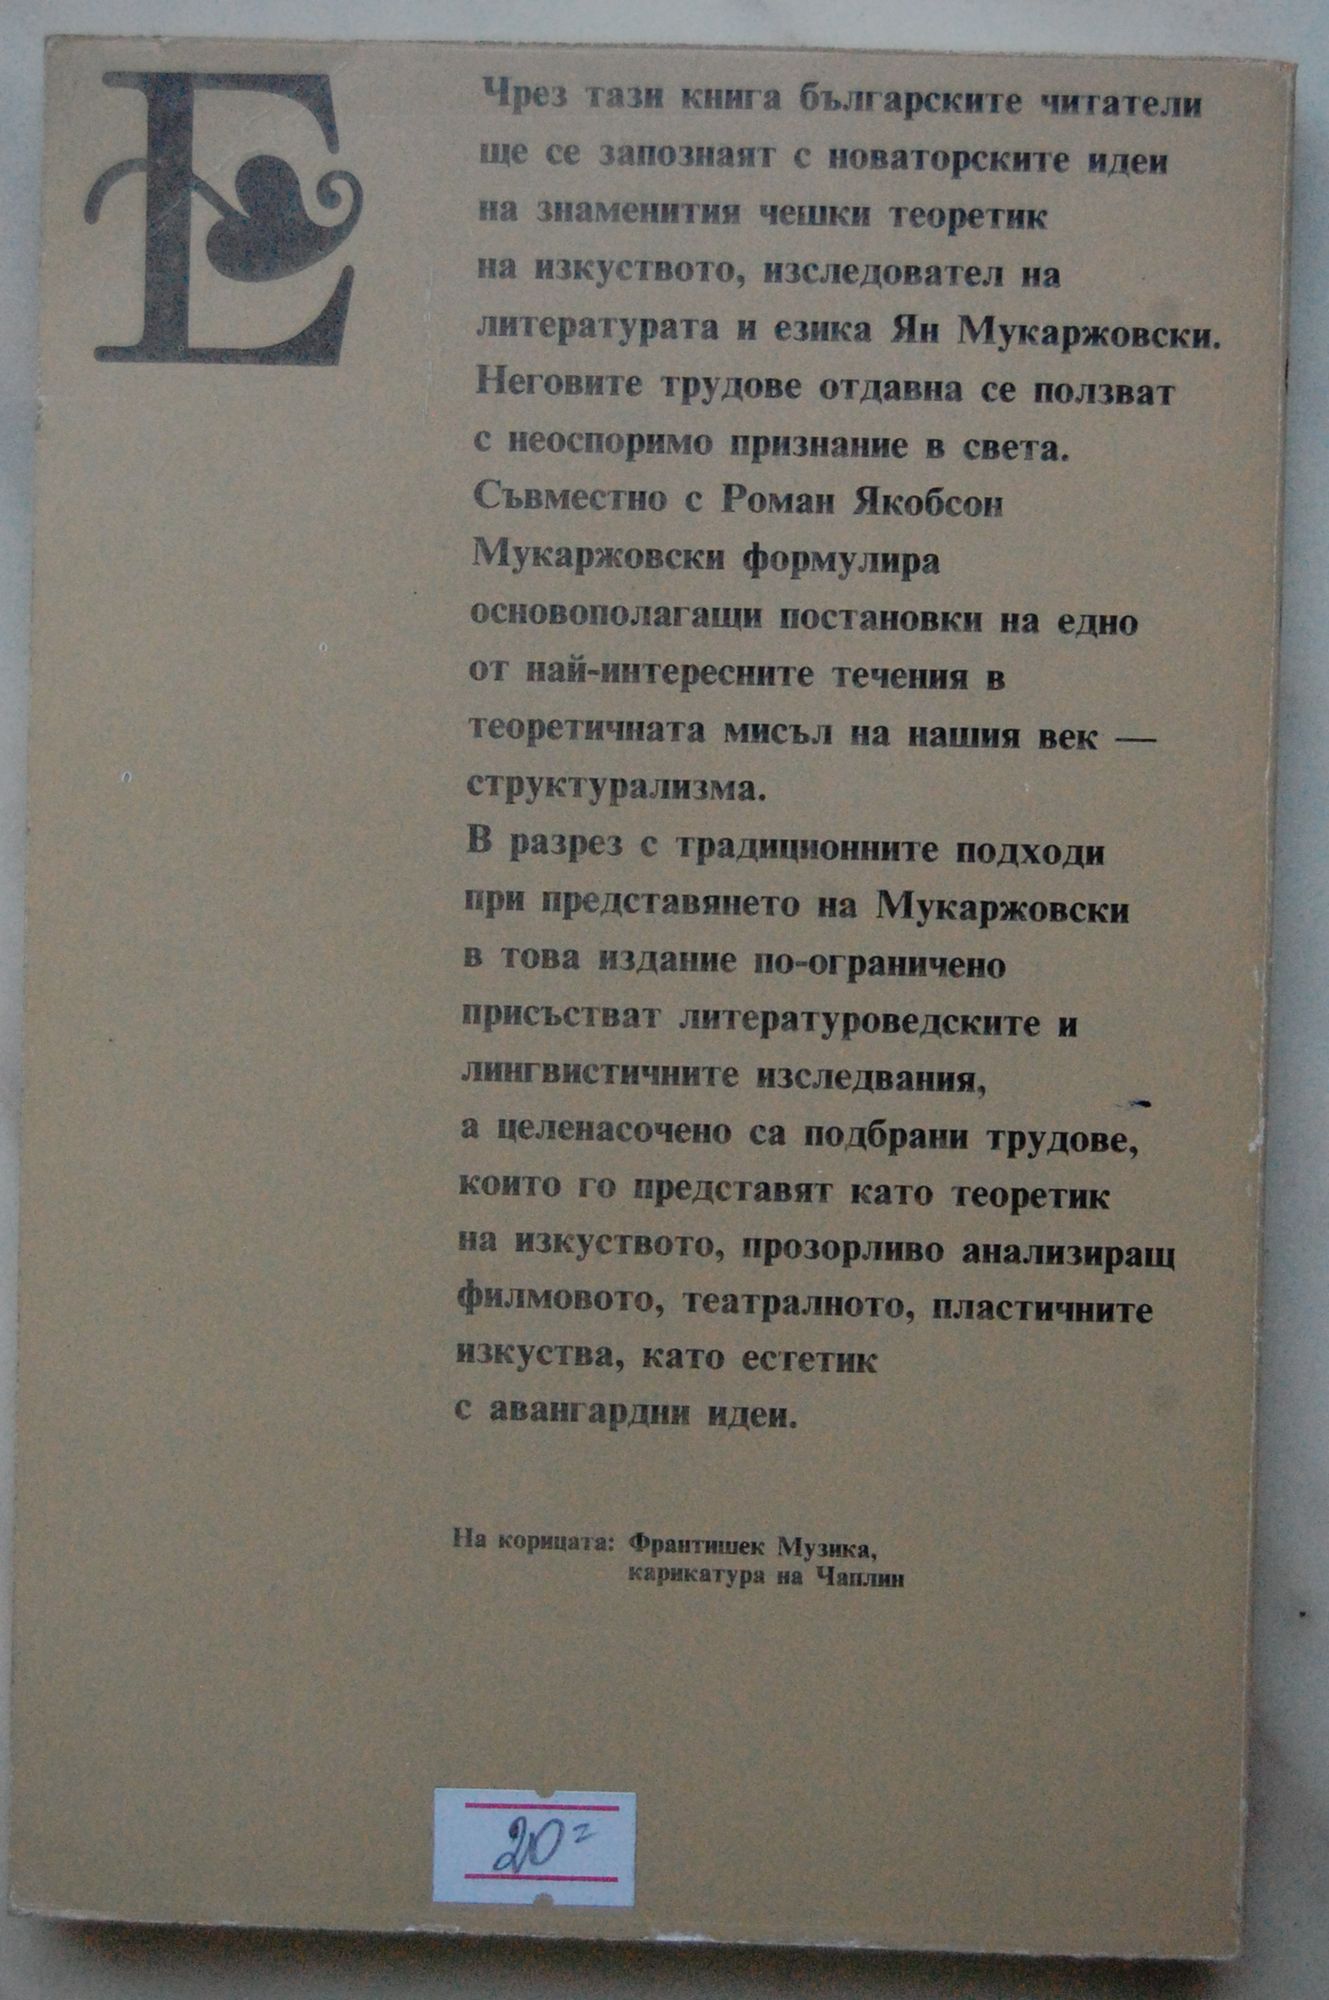 Е
Чрез тази книга българските читатели
ще се запознаят с новаторските идеи
на знаменития чешки теоретик
на изкуството, изследовател на
литературата и езика Ян Мукаржовски.
Неговите трудове отдавна се ползват
с неоспоримо признание в света.
Съвместно с Роман Якобсон
Мукаржовски формулира
основополагащи постановки на едно
от най-интересните течения в
теоретичната мисъл на нашия век —
структурализма.
В разрез с традиционните подходи
при представянето на Мукаржовски
в това издание по-ограничено
присъстват литературоведските и
лингвистичните изследвания,
а целенасочено са подбрани трудове,
които го представят като теоретик
на изкуството, прозорливо анализиращ
филмовото, театралното, пластичните
изкуства, като естетик
с авангардни идеи.
На корицата: Франтишек Музика,
карикатура на Чаплин
20=